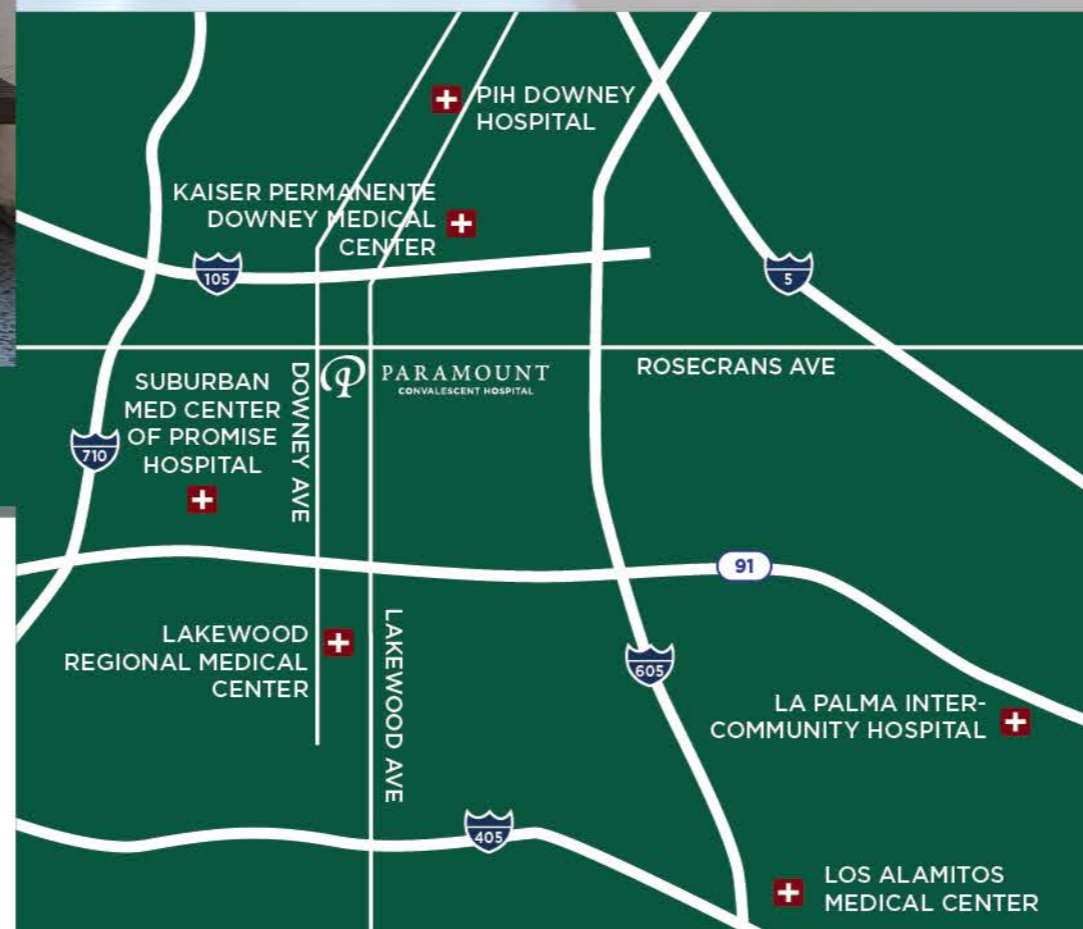 PIH DOWNEY
HOSPITAL
KAISER PERMANENTE
DOWNEY MEDICAL
CENTER
105
5
ROSECRANS AVE
PARAMOUNT
CONVALESCENT HOSPITAL
SUBURBAN
MED CENTER
OF PROMISE
HOSPITAL
DOWNEY AVE
710
91
LAKEWOOD
REGIONAL MEDICAL
CENTER
LAKEWOOD AVE
605
LA PALMA INTER-
COMMUNITY HOSPITAL
405
LOS ALAMITOS
MEDICAL CENTER